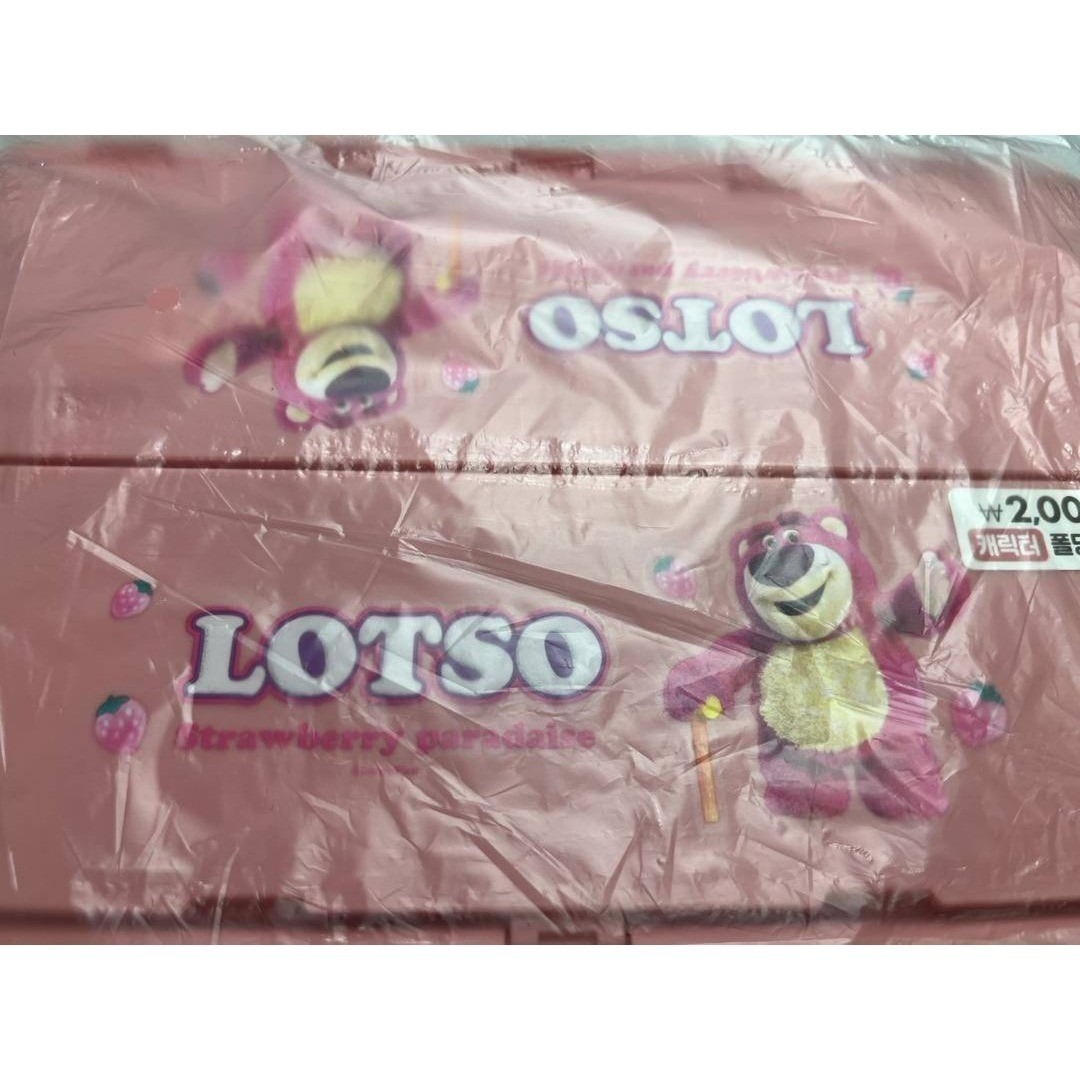 LOTSO
₩2,00
캐릭터 폴딩
LOTSO
Strawberry paradaise